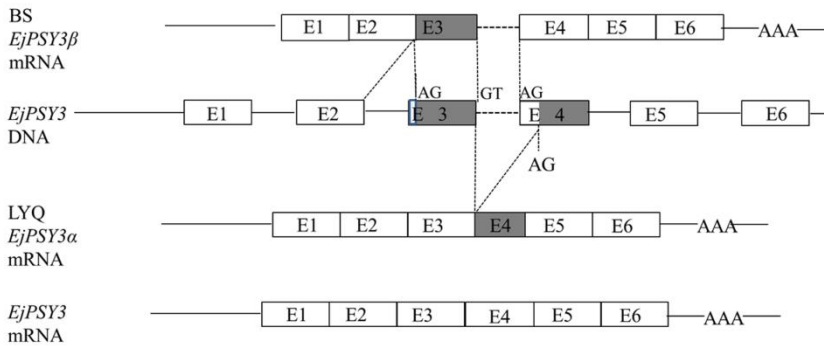 BS
EjPSY3β
mRNA
E1 E2 E3 E4 E5 E6 AAA
AG GT AG
EjPSY3
DNA
E1 E2 E 3 E 4 E5 E6
AG
LYQ
EjPSY3α
mRNA
E1 E2 E3 E4 E5 E6 AAA
EjPSY3
mRNA
E1 E2 E3 E4 E5 E6 AAA